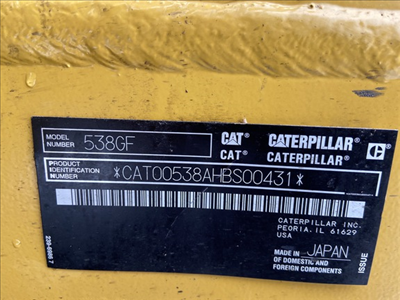 MODEL NUMBER 538GF
CAT CATERPILLAR
CAT® CATERPILLAR®
PRODUCT IDENTIFICATION NUMBER *CAT00538AHBS00431*
CATERPILLAR INC.
PEORIA, IL 61629
USA
MADE IN JAPAN
OF DOMESTIC AND
FOREIGN COMPONENTS
ISSUE